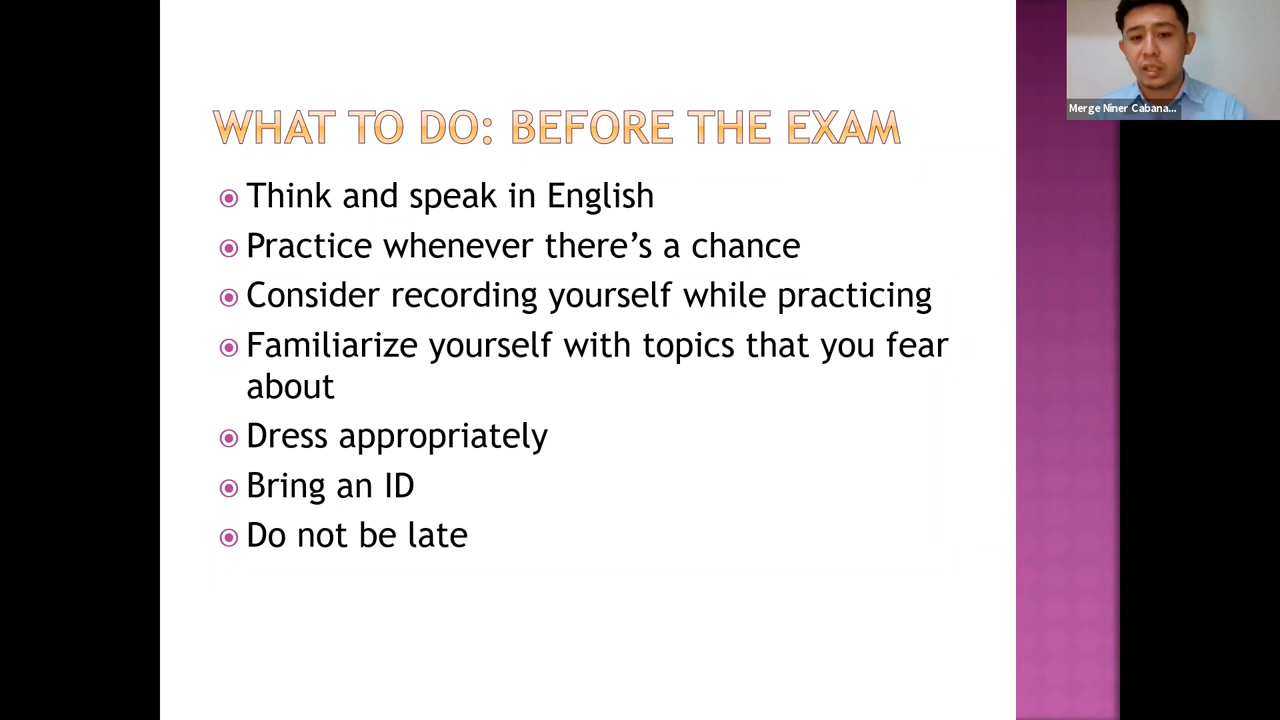 Merge Niner Cabana...
WHAT TO DO: BEFORE THE EXAM
Think and speak in English
Practice whenever there's a chance
Consider recording yourself while practicing
Familiarize yourself with topics that you fear
about
Dress appropriately
Bring an ID
Do not be late